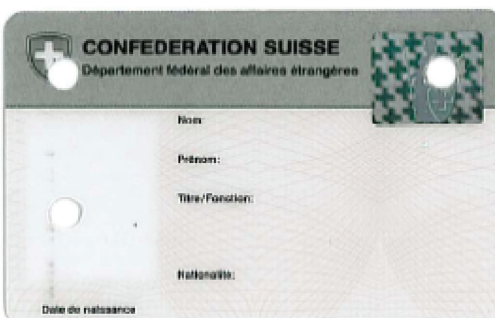 CONFEDERATION SUISSE
Département fédéral des affaires étrangères
Nom:
Prénom:
Titre/Fonction:
Nationalité:
Date de naissance